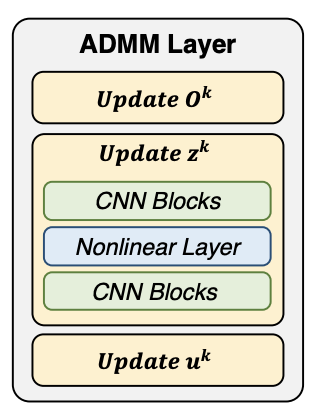 ADMM Layer
Update O^k
Update z^k
CNN Blocks
Nonlinear Layer
CNN Blocks
Update u^k